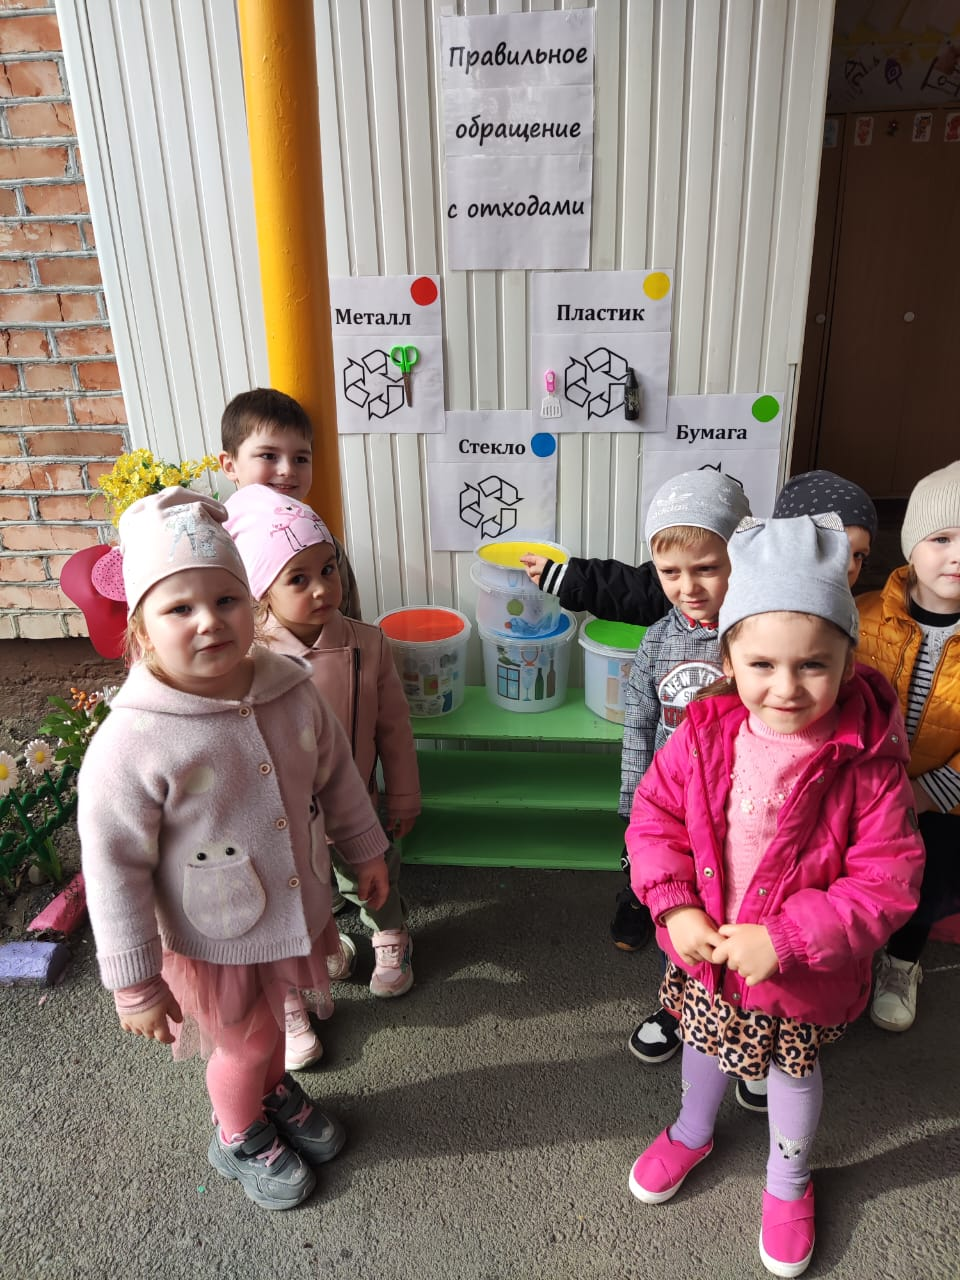 Правильное
обращение
с отходами
Металл
Пластик
Стекло
Бумага